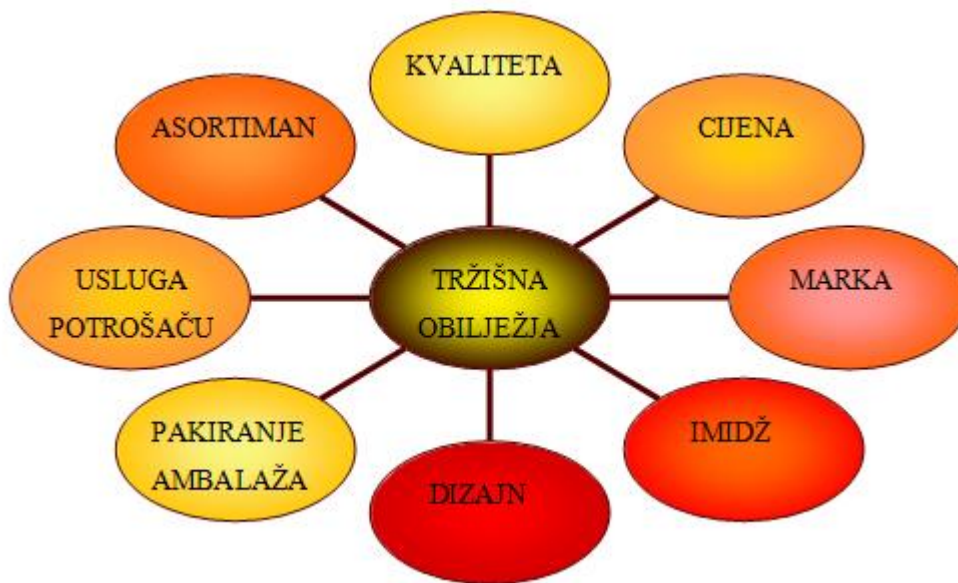 KVALITETA
ASORTIMAN
CIJENA
USLUGA
POTROŠAČU
TRŽIŠNA
OBILJEŽJA
MARKA
PAKIRANJE
AMBALAŽA
IMIDŽ
DIZAJN